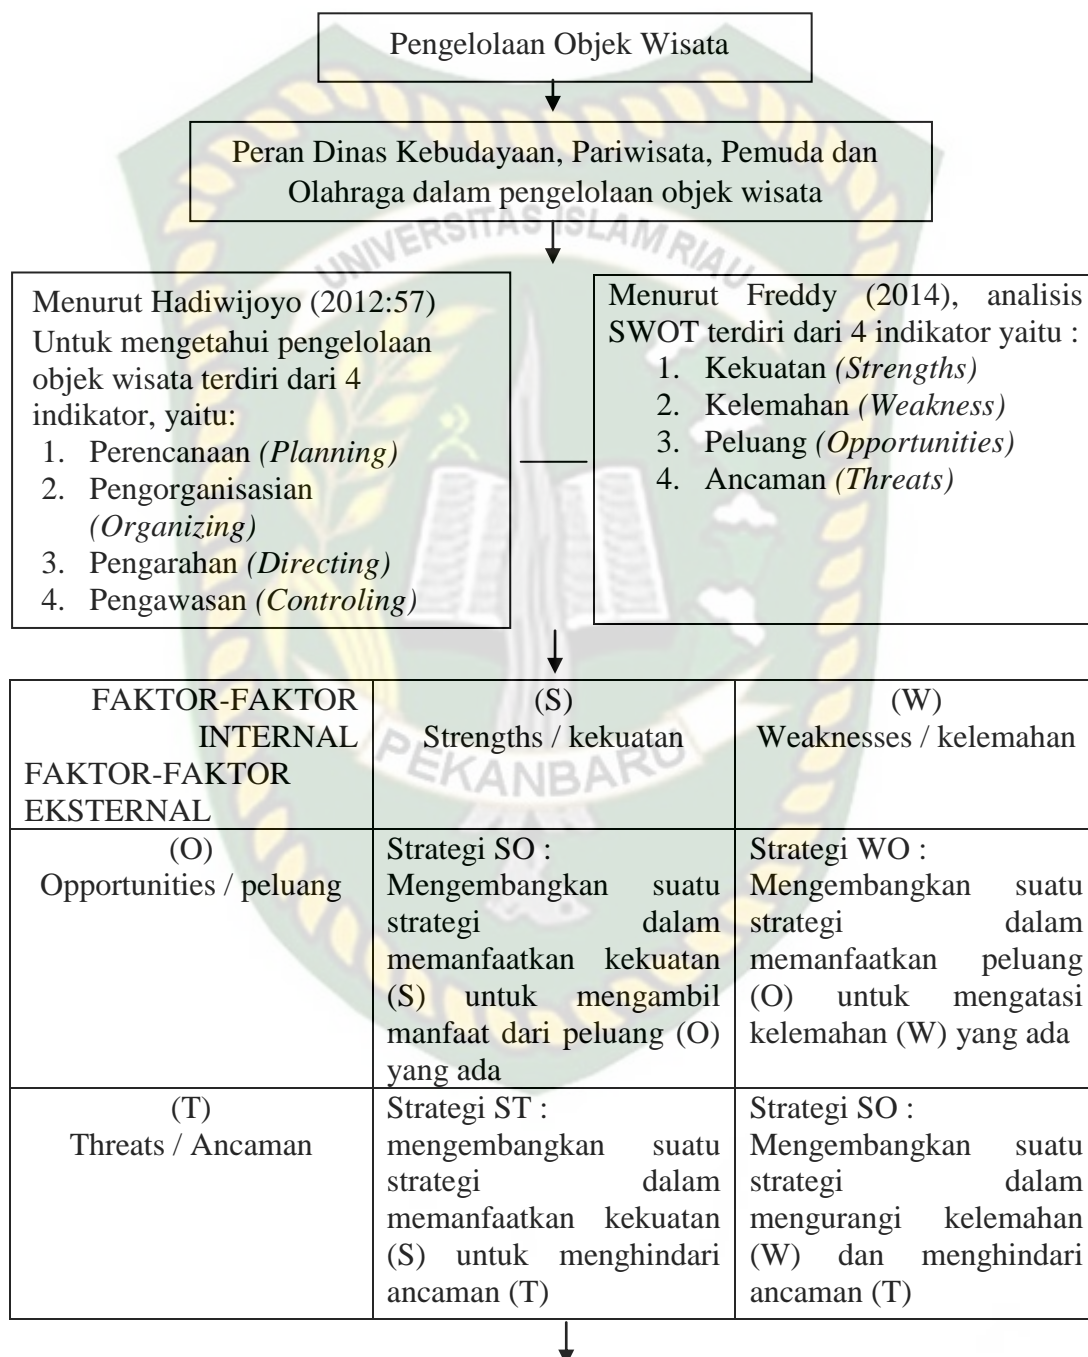 Pengelolaan Objek Wisata
Peran Dinas Kebudayaan, Pariwisata, Pemuda dan
Olahraga dalam pengelolaan objek wisata
UNIVERSITAS ISLAM RIAU
Menurut Hadiwijoyo (2012:57)
Untuk mengetahui pengelolaan
objek wisata terdiri dari 4
indikator, yaitu:
1. Perencanaan (Planning)
2. Pengorganisasian
(Organizing)
3. Pengarahan (Directing)
4. Pengawasan (Controling)
Menurut Freddy (2014), analisis
SWOT terdiri dari 4 indikator yaitu :
1. Kekuatan (Strengths)
2. Kelemahan (Weakness)
3. Peluang (Opportunities)
4. Ancaman (Threats)
FAKTOR-FAKTOR
INTERNAL
FAKTOR-FAKTOR
EKSTERNAL
(S)
Strengths / kekuatan
(W)
Weaknesses / kelemahan
PEKANBARU
(O)
Opportunities / peluang
Strategi SO :
Mengembangkan suatu
strategi dalam
memanfaatkan kekuatan
(S) untuk mengambil
manfaat dari peluang (O)
yang ada
Strategi WO :
Mengembangkan suatu
strategi dalam
memanfaatkan peluang
(O) untuk mengatasi
kelemahan (W) yang ada
(T)
Threats / Ancaman
Strategi ST :
mengembangkan suatu
strategi dalam
memanfaatkan kekuatan
(S) untuk menghindari
ancaman (T)
Strategi SO :
Mengembangkan suatu
strategi dalam
mengurangi kelemahan
(W) dan menghindari
ancaman (T)